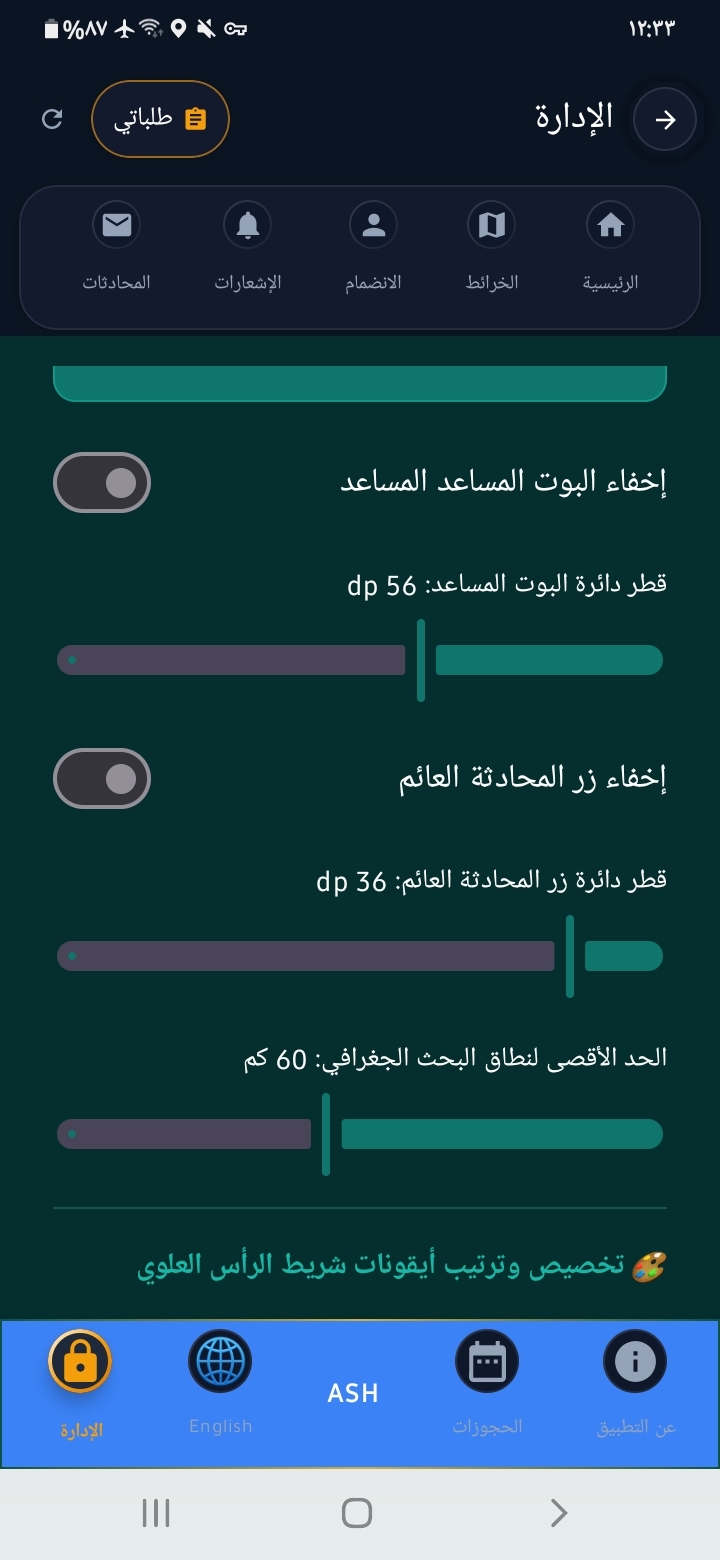 ١٢:٣٣
%٨٧
الإدارة
طلباتي
الرئيسية
الخرائط
الانضمام
الإشعارات
المحادثات
إخفاء البوت المساعد المساعد
قطر دائرة البوت المساعد: 56 dp
إخفاء زر المحادثة العائم
قطر دائرة زر المحادثة العائم: 36 dp
الحد الأقصى لنطاق البحث الجغرافي: 60 كم
🎨 تخصيص وترتيب أيقونات شريط الرأس العلوي
عن التطبيق
الحجوزات
ASH
English
الإدارة